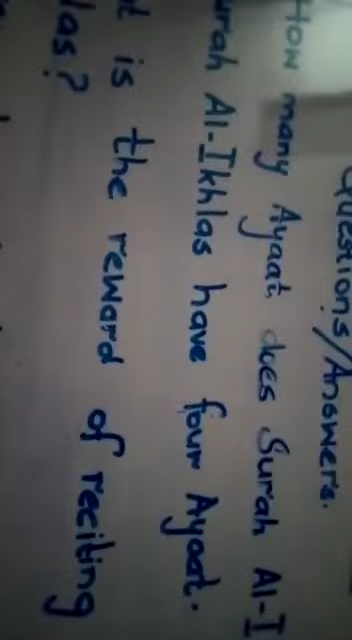 Questions/Answers.
How many Ayaat does Surah Al-I
urah Al-Ikhlas have four Ayaat.
t is the reward of reciting
las?